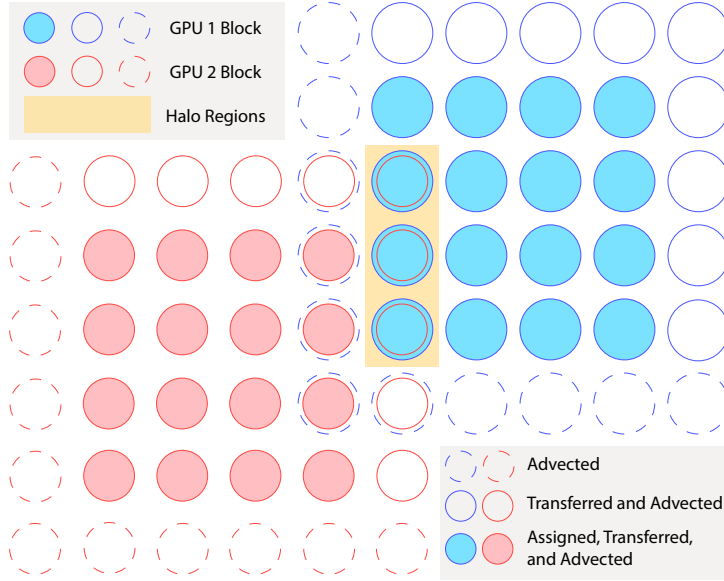 GPU 1 Block
GPU 2 Block
Halo Regions
Advected
Transferred and Advected
Assigned, Transferred,
and Advected